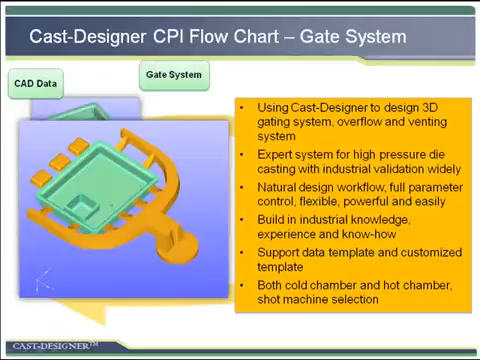 Cast-Designer CPI Flow Chart – Gate System
Gate System
CAD Data
• Using Cast-Designer to design 3D
gating system, overflow and venting
system
• Expert system for high pressure die
casting with industrial validation widely
• Natural design workflow, full parameter
control, flexible, powerful and easily
• Build in industrial knowledge,
experience and know-how
• Support data template and customized
template
• Both cold chamber and hot chamber,
shot machine selection
CAST-DESIGNER™